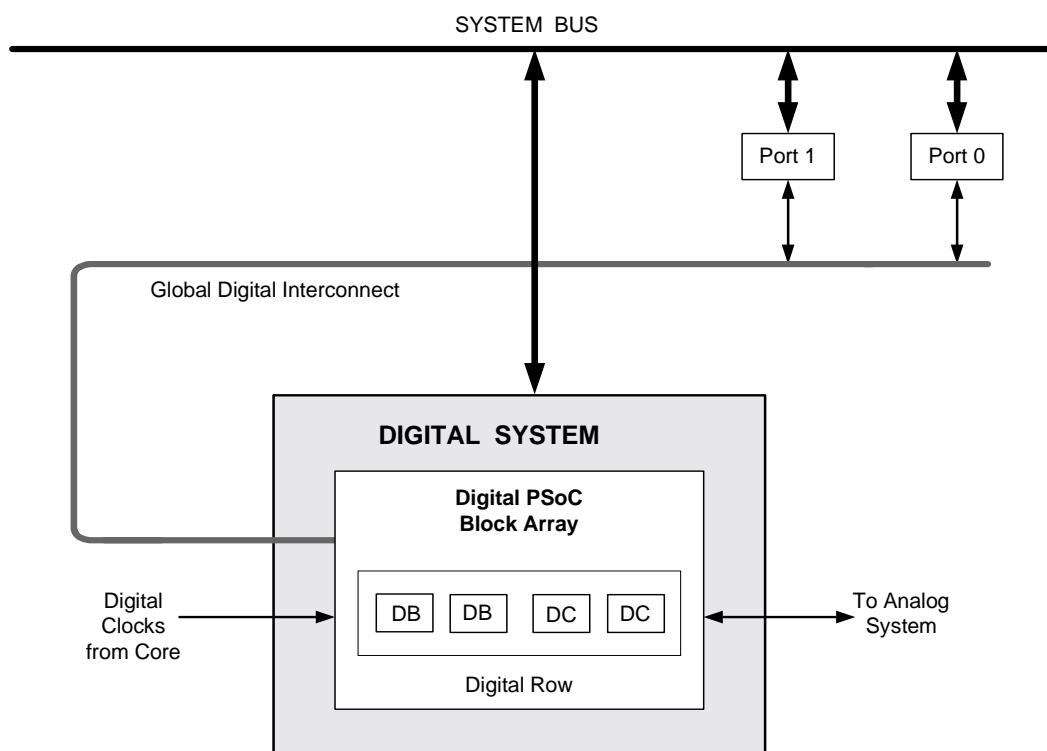 SYSTEM BUS
Port 1
Port 0
Global Digital Interconnect
DIGITAL SYSTEM
Digital PSoC
Block Array
DB
DB
DC
DC
Digital Row
Digital
Clocks
from Core
To Analog
System